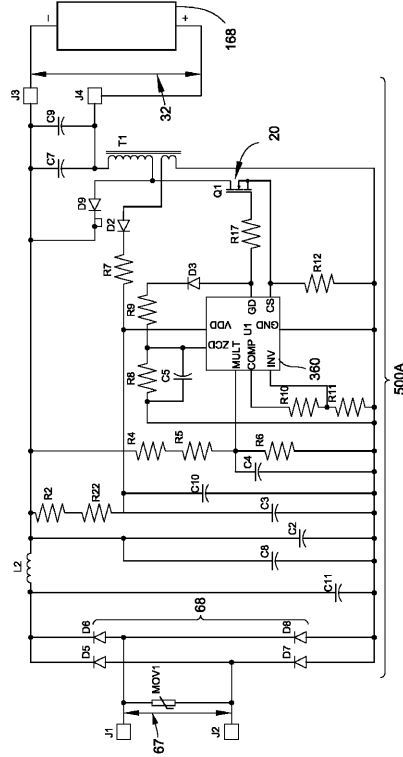 L2
J3
−
168
R2
C9
C7
D5
D6
R22
D9
J4
T1
D2
R7
J1
R4
R9
MOV1
68
R5
R8
D3
32
67
C10
C5
ZCD
VDD
+
J2
MULT
U1
GD
R17
Q1
20
C4
R6
COMP
GND
CS
INV
C8
C3
R10
360
D7
D8
C2
R12
C11
R11
500A